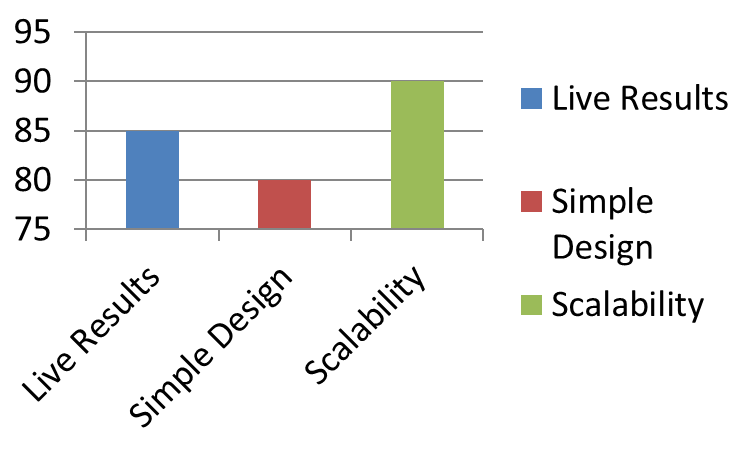 95
90
85
80
75
Live Results
Simple Design
Scalability
Live Results
Simple
Design
Scalability